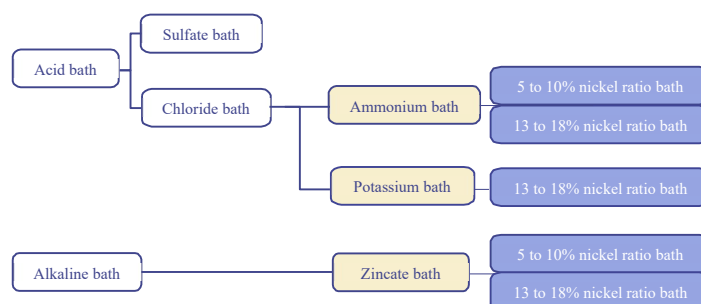 Sulfate bath
Acid bath
Chloride bath
Ammonium bath
5 to 10% nickel ratio bath
13 to 18% nickel ratio bath
Potassium bath
13 to 18% nickel ratio bath
Alkaline bath
Zincate bath
5 to 10% nickel ratio bath
13 to 18% nickel ratio bath